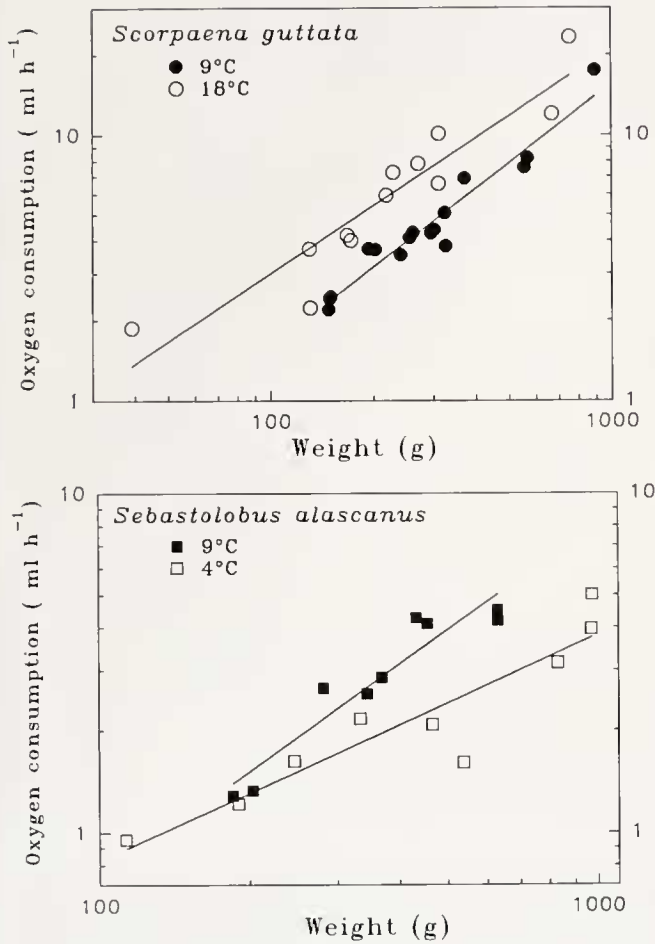 Scorpaena guttata
9°C
18°C
10
10
1
1
100
1000
Oxygen consumption ( ml h⁻¹)
Weight (g)
10
10
Sebastolobus alascanus
9°C
4°C
1
1
100
1000
Oxygen consumption ( ml h⁻¹)
Weight (g)